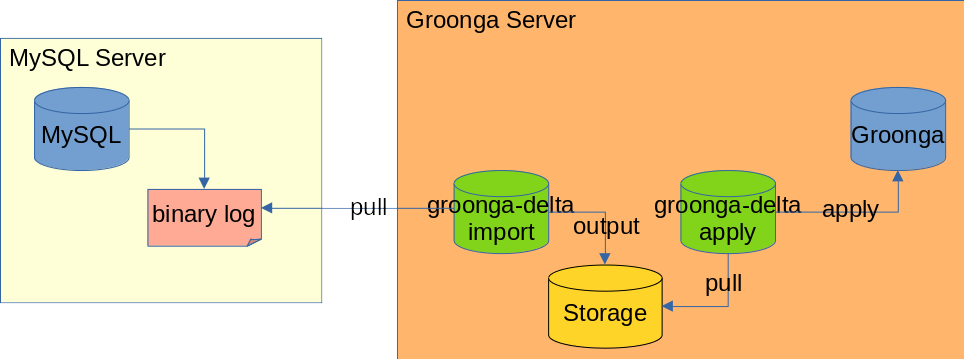 Groonga Server
MySQL Server
MySQL
Groonga
binary log
pull
groonga-delta
import
output
groonga-delta
apply
apply
pull
Storage